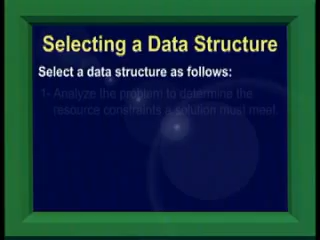 Selecting a Data Structure
Select a data structure as follows:
1- Analyze the problem to determine the
resource constraints a solution must meet.